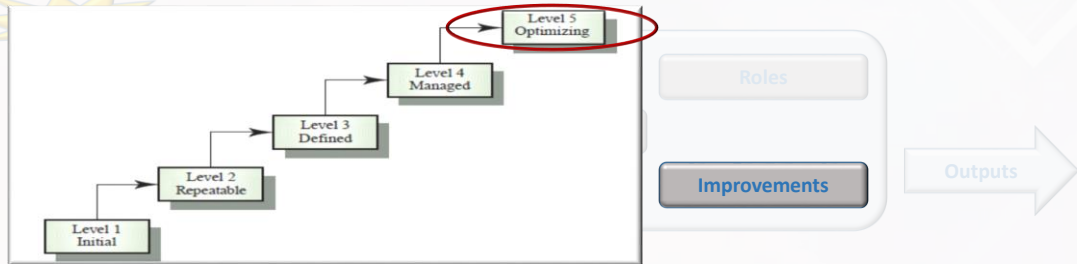 Level 5
Optimizing
Level 4
Managed
Roles
Level 3
Defined
Level 2
Repeatable
Improvements
Outputs
Level 1
Initial